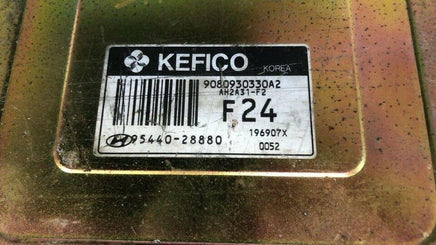 KEFICO KOREA
9080930330A2
AH2A31-F2
F24
196907X
95440-28880
0052